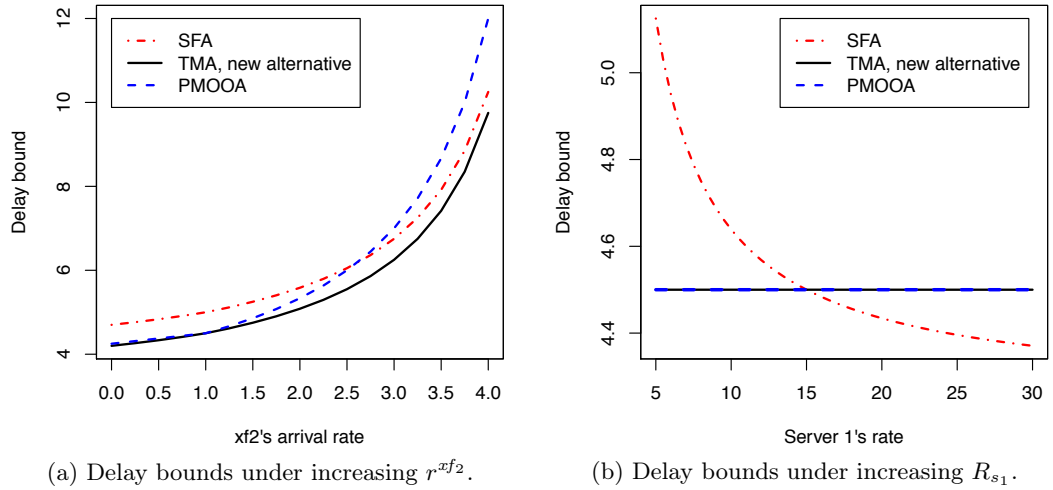 SFA
TMA, new alternative
PMOOA
Delay bound
12
10
8
6
4
0.0 0.5 1.0 1.5 2.0 2.5 3.0 3.5 4.0
xf2's arrival rate
(a) Delay bounds under increasing r^{xf_2}.
SFA
TMA, new alternative
PMOOA
Delay bound
5.0
4.8
4.6
4.4
5 10 15 20 25 30
Server 1's rate
(b) Delay bounds under increasing R_{s_1}.